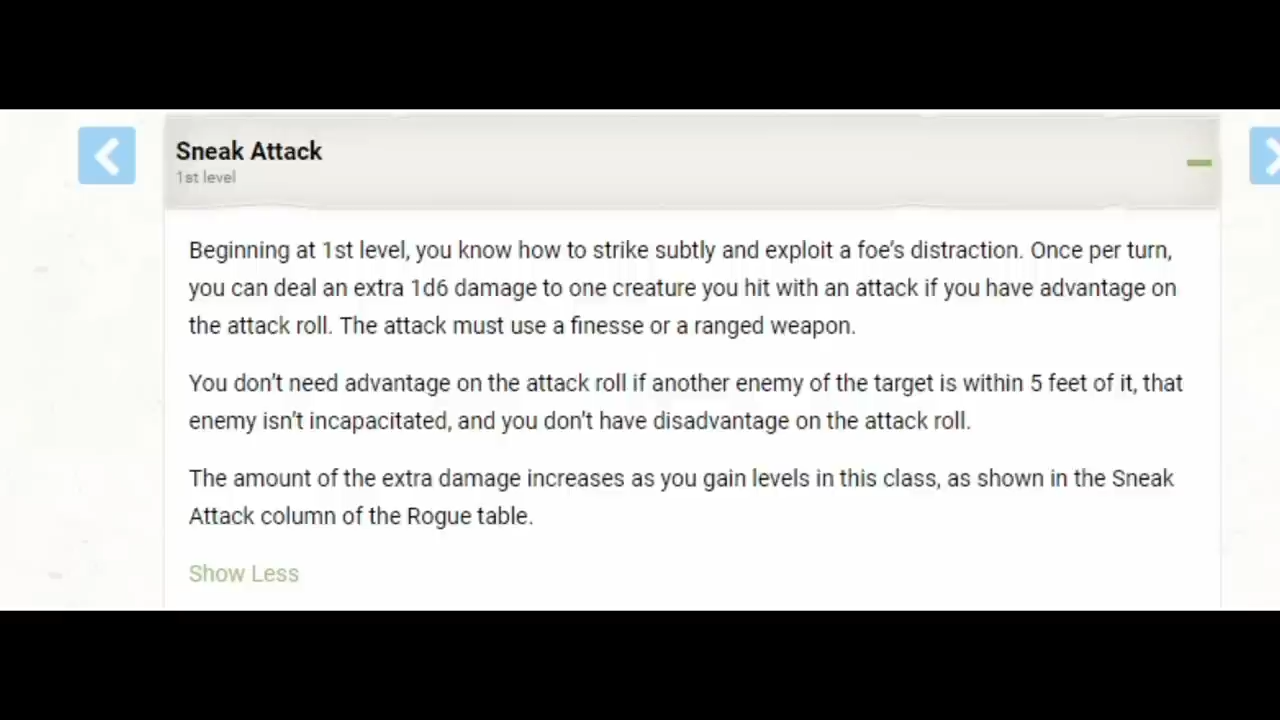 Sneak Attack
1st level
Beginning at 1st level, you know how to strike subtly and exploit a foe’s distraction. Once per turn,
you can deal an extra 1d6 damage to one creature you hit with an attack if you have advantage on
the attack roll. The attack must use a finesse or a ranged weapon.
You don’t need advantage on the attack roll if another enemy of the target is within 5 feet of it, that
enemy isn’t incapacitated, and you don’t have disadvantage on the attack roll.
The amount of the extra damage increases as you gain levels in this class, as shown in the Sneak
Attack column of the Rogue table.
Show Less